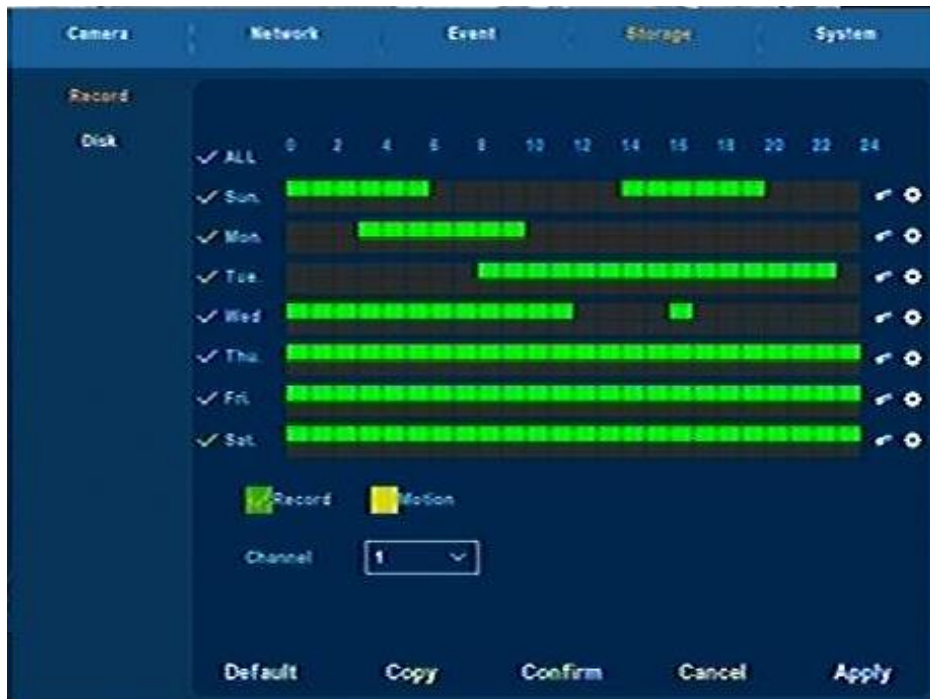 Camera Network Event Storage System
Record
Disk
ALL 0 2 4 6 8 10 12 14 16 18 20 22 24
Sun.
Mon.
Tue.
Wed
Thu.
Fri.
Sat.
Record Motion
Channel 1
Default Copy Confirm Cancel Apply